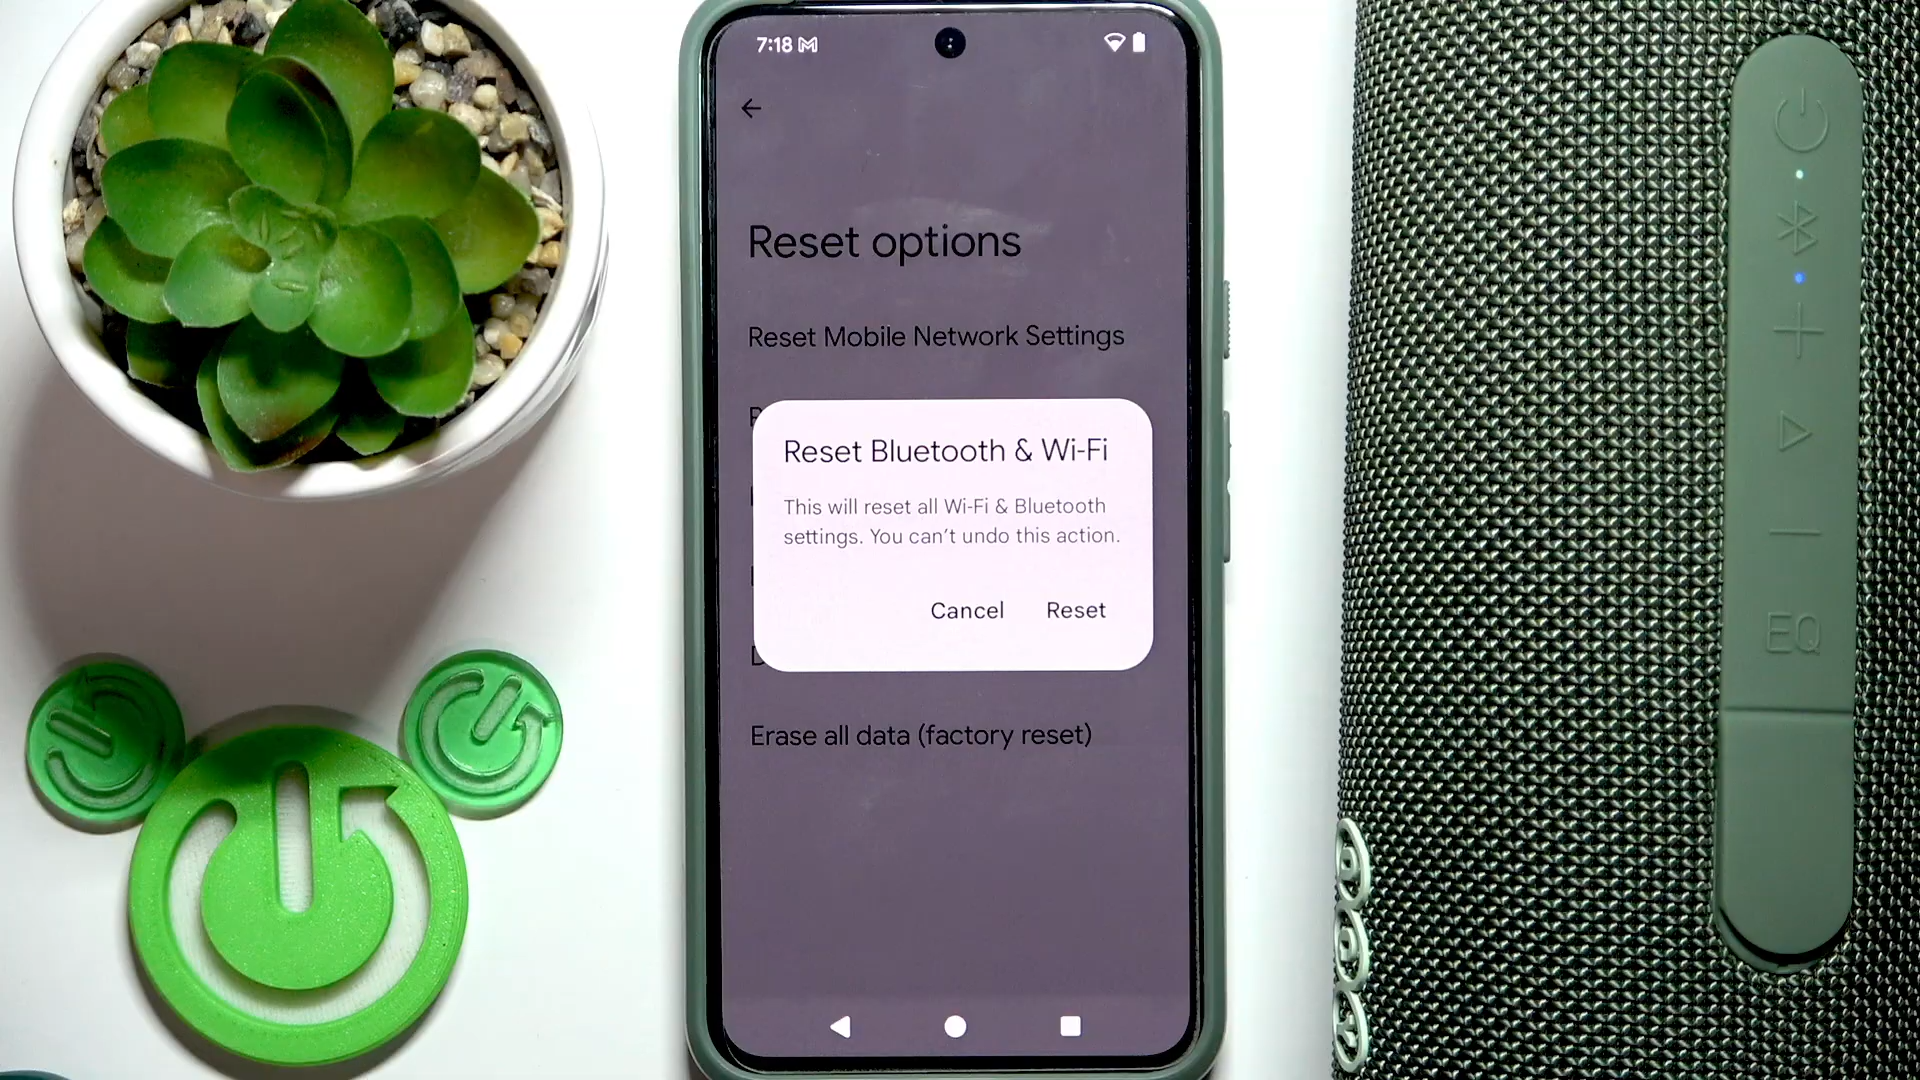 7:18
Reset options
Reset Mobile Network Settings
Reset Bluetooth & Wi-Fi
This will reset all Wi-Fi & Bluetooth
settings. You can't undo this action.
Cancel Reset
Erase all data (factory reset)
EQ